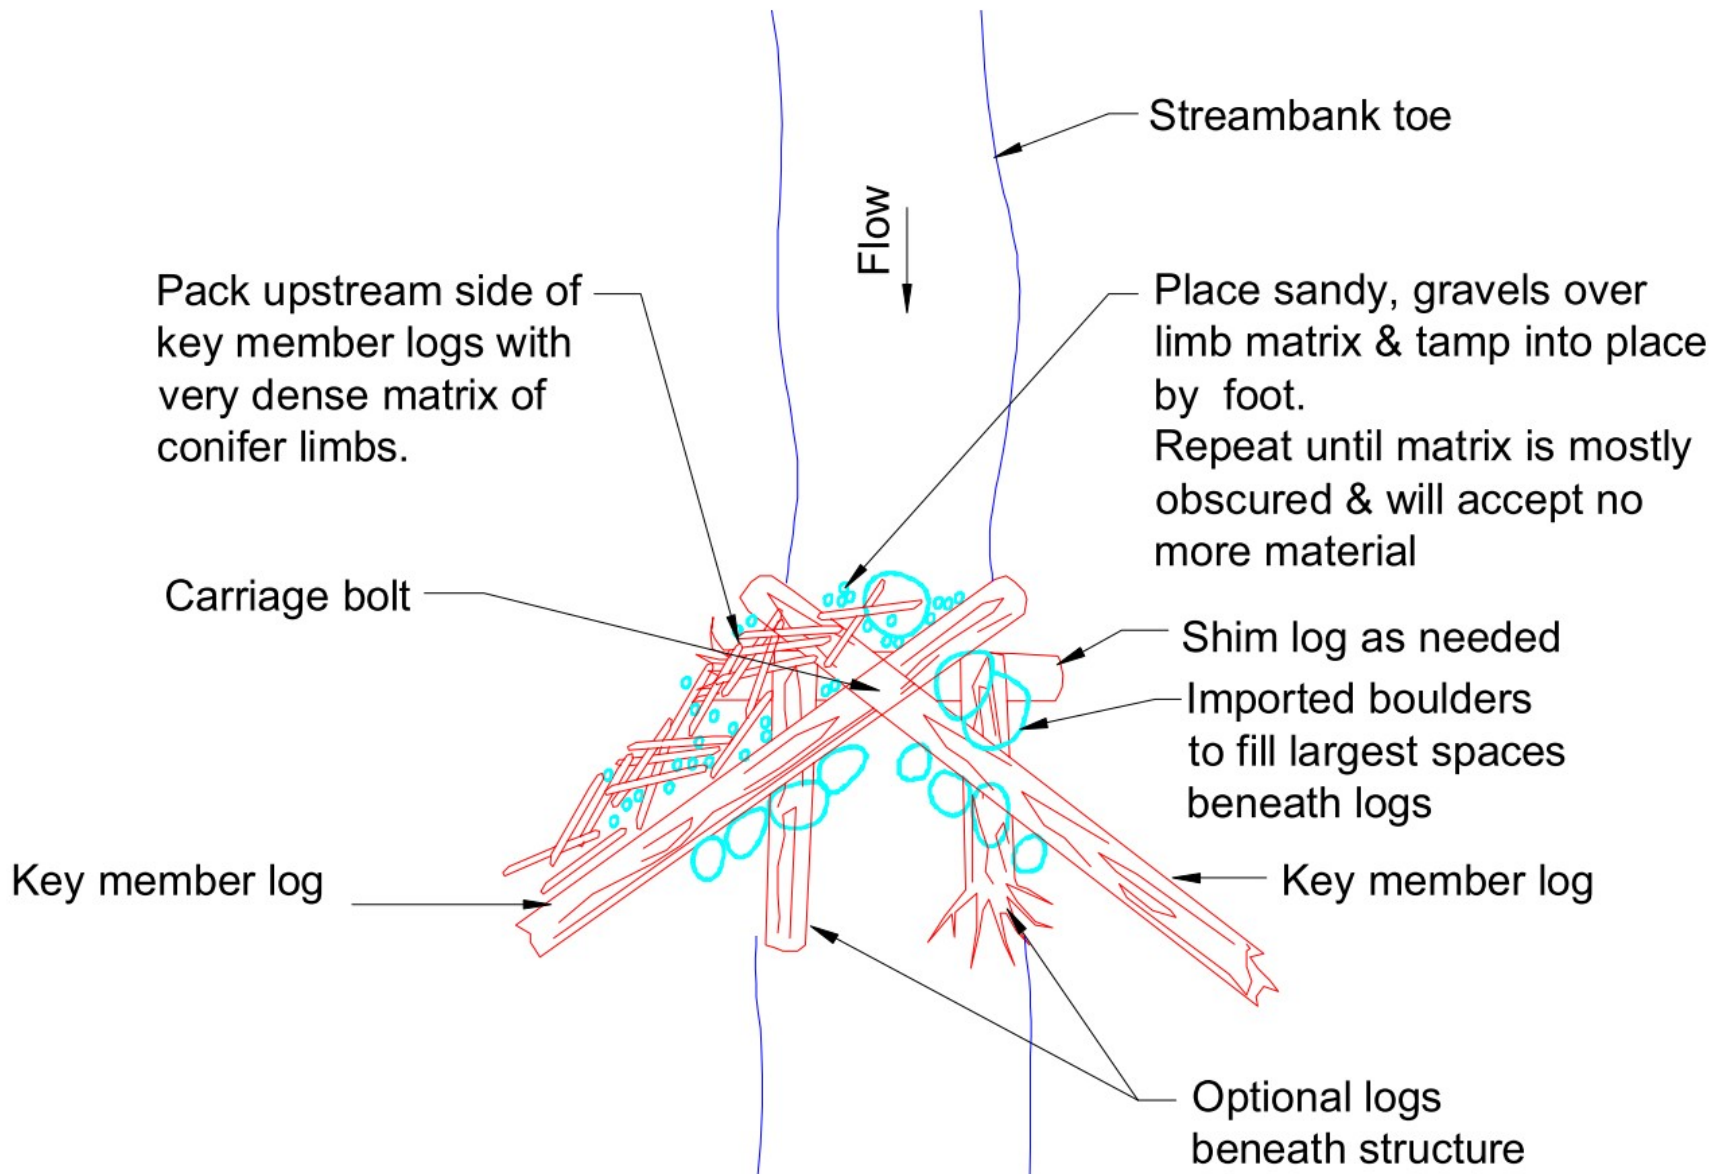 Streambank toe
Flow
Pack upstream side of
key member logs with
very dense matrix of
conifer limbs.
Place sandy, gravels over
limb matrix & tamp into place
by foot.
Repeat until matrix is mostly
obscured & will accept no
more material
Carriage bolt
Shim log as needed
Imported boulders
to fill largest spaces
beneath logs
Key member log
Key member log
Optional logs
beneath structure